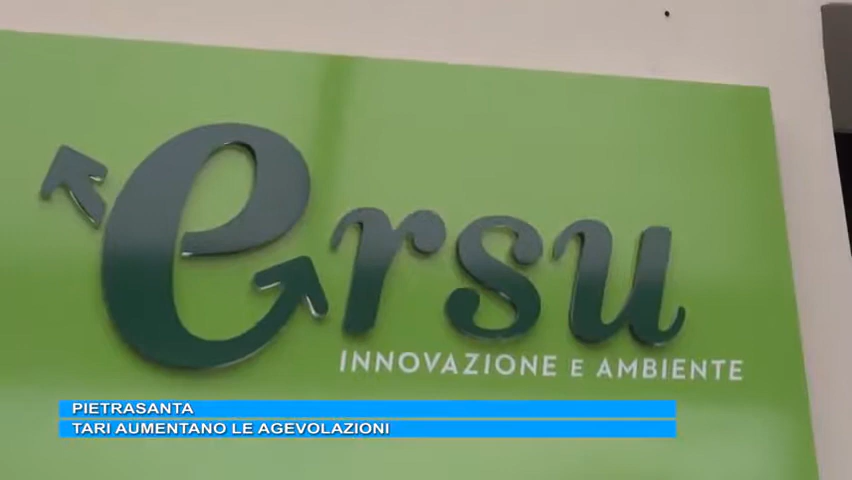 ersu
INNOVAZIONE E AMBIENTE
PIETRASANTA
TARI AUMENTANO LE AGEVOLAZIONI